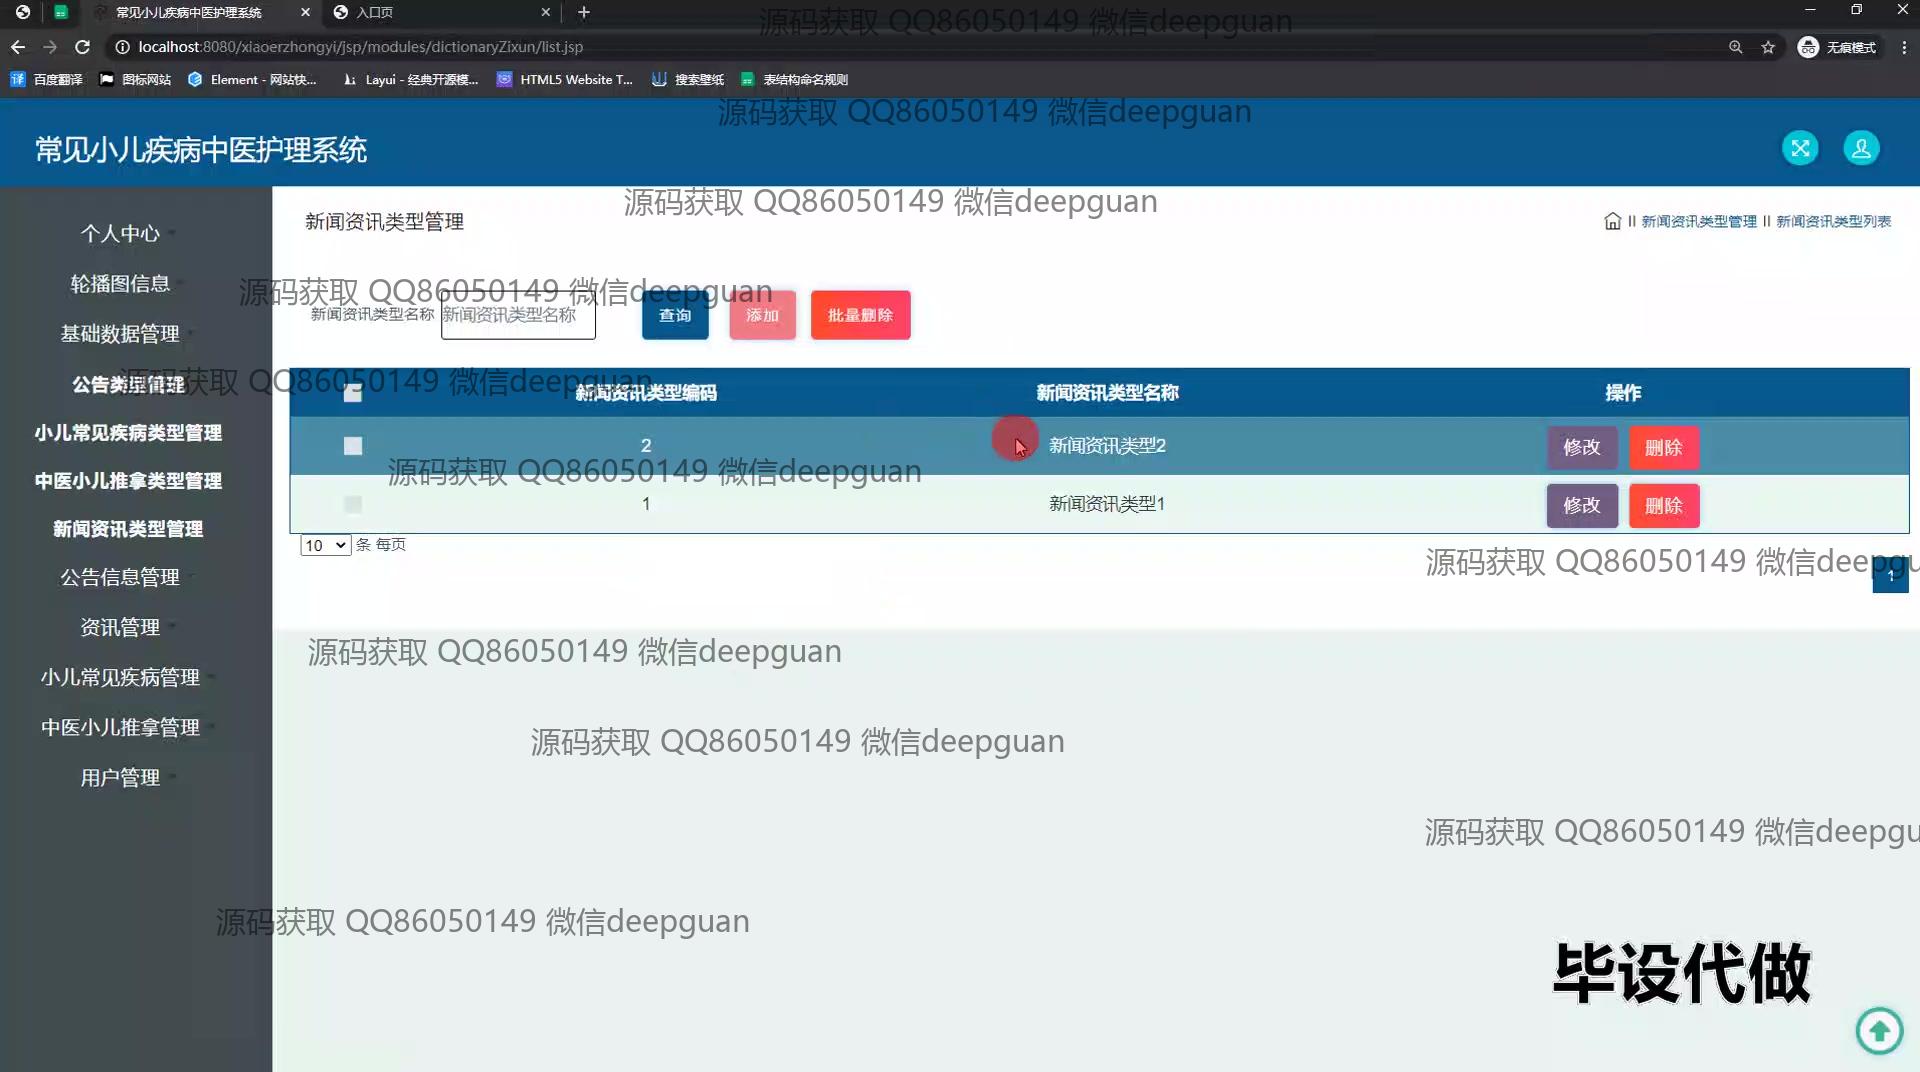 常见小儿疾病中医护理系统
入口页
源码获取 QQ86050149 微信deepguan
localhost:8080/xiaoerzhongyi/jsp/modules/dictionaryZixun/list.jsp
无痕模式
百度翻译
图标网站
Element - 网站快...
Layui - 经典开源模...
HTML5 Website T...
搜索壁纸
表结构命名规则
源码获取 QQ86050149 微信deepguan
常见小儿疾病中医护理系统
源码获取 QQ86050149 微信deepguan
新闻资讯类型管理
新闻资讯类型管理 II 新闻资讯类型列表
个人中心
轮播图信息
基础数据管理
公告类型管理
小儿常见疾病类型管理
中医小儿推拿类型管理
新闻资讯类型管理
公告信息管理
资讯管理
小儿常见疾病管理
中医小儿推拿管理
用户管理
源码获取 QQ86050149 微信deepguan
新闻资讯类型名称 新闻资讯类型名称 查询 添加 批量删除
源码获取 QQ86050149 微信deepguan
新闻资讯类型编码 新闻资讯类型名称 操作
2 新闻资讯类型2 修改 删除
源码获取 QQ86050149 微信deepguan
1 新闻资讯类型1 修改 删除
10 条 每页
源码获取 QQ86050149 微信deepgu
1
源码获取 QQ86050149 微信deepguan
源码获取 QQ86050149 微信deepguan
源码获取 QQ86050149 微信deepgu
源码获取 QQ86050149 微信deepguan
毕设代做